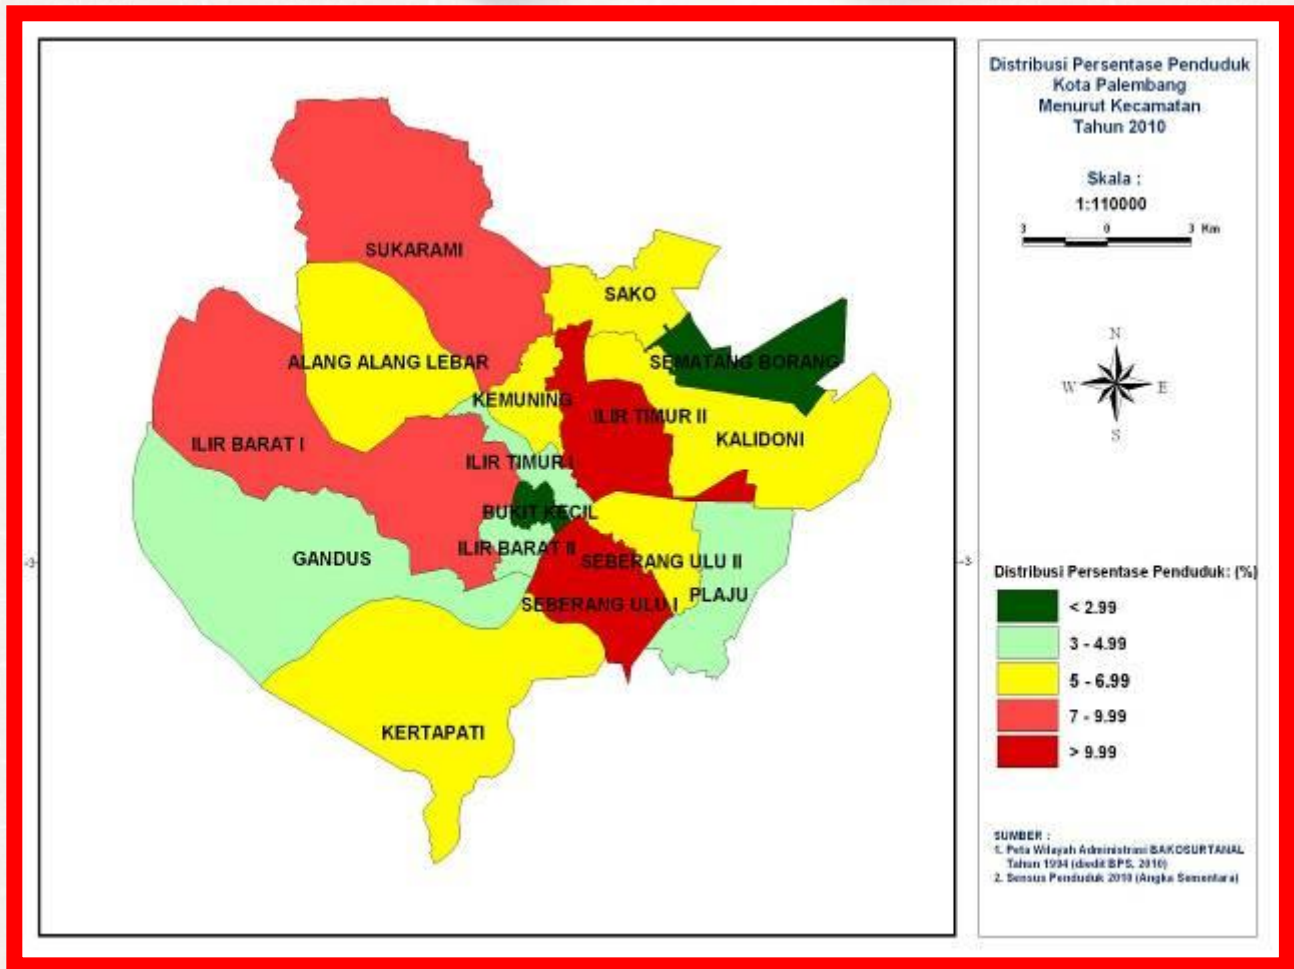 Distribusi Persentase Penduduk
Kota Palembang
Menurut Kecamatan
Tahun 2010
Skala :
1:110000
3 0 3 Km
N
W E
S
SUKARAMI
SAKO
ALANG ALANG LEBAR
SEMATANG BORANG
KEMUNING
ILIR TIMUR II
KALIDONI
ILIR BARAT I
ILIR TIMUR I
BUKIT KECIL
ILIR BARAT II
GANDUS
SEBERANG ULU II
PLAJU
SEBERANG ULU I
KERTAPATI
-3
-3
Distribusi Persentase Penduduk: (%)
< 2.99
3 - 4.99
5 - 6.99
7 - 9.99
> 9.99
SUMBER :
1. Peta Wilayah Administrasi BAKOSURTANAL
Tahun 1994 (diedit BPS, 2010)
2. Sensus Penduduk 2010 (Angka Sementara)